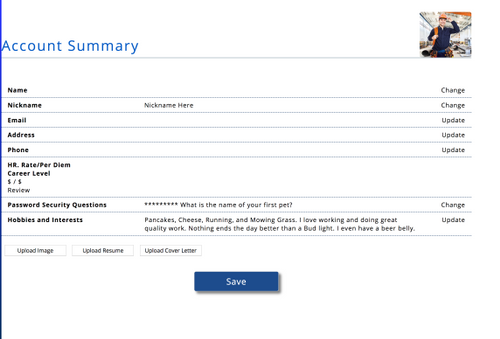 Account Summary
Name Change
Nickname Nickname Here Change
Email Update
Address Update
Phone Update
HR. Rate/Per Diem
Career Level
$ / $
Review
Password Security Questions ********* What is the name of your first pet? Change
Hobbies and Interests Pancakes, Cheese, Running, and Mowing Grass. I love working and doing great Update
quality work. Nothing ends the day better than a Bud light. I even have a beer belly.
Upload Image Upload Resume Upload Cover Letter
Save